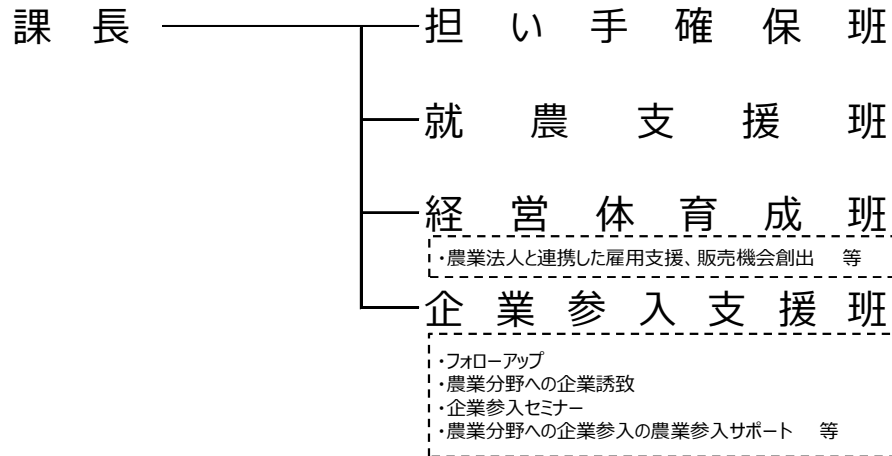 課長
担い手確保班
就農支援班
経営体育成班
・農業法人と連携した雇用支援、販売機会創出　等
企業参入支援班
・フォローアップ
・農業分野への企業誘致
・企業参入セミナー
・農業分野への企業参入の農業参入サポート　等